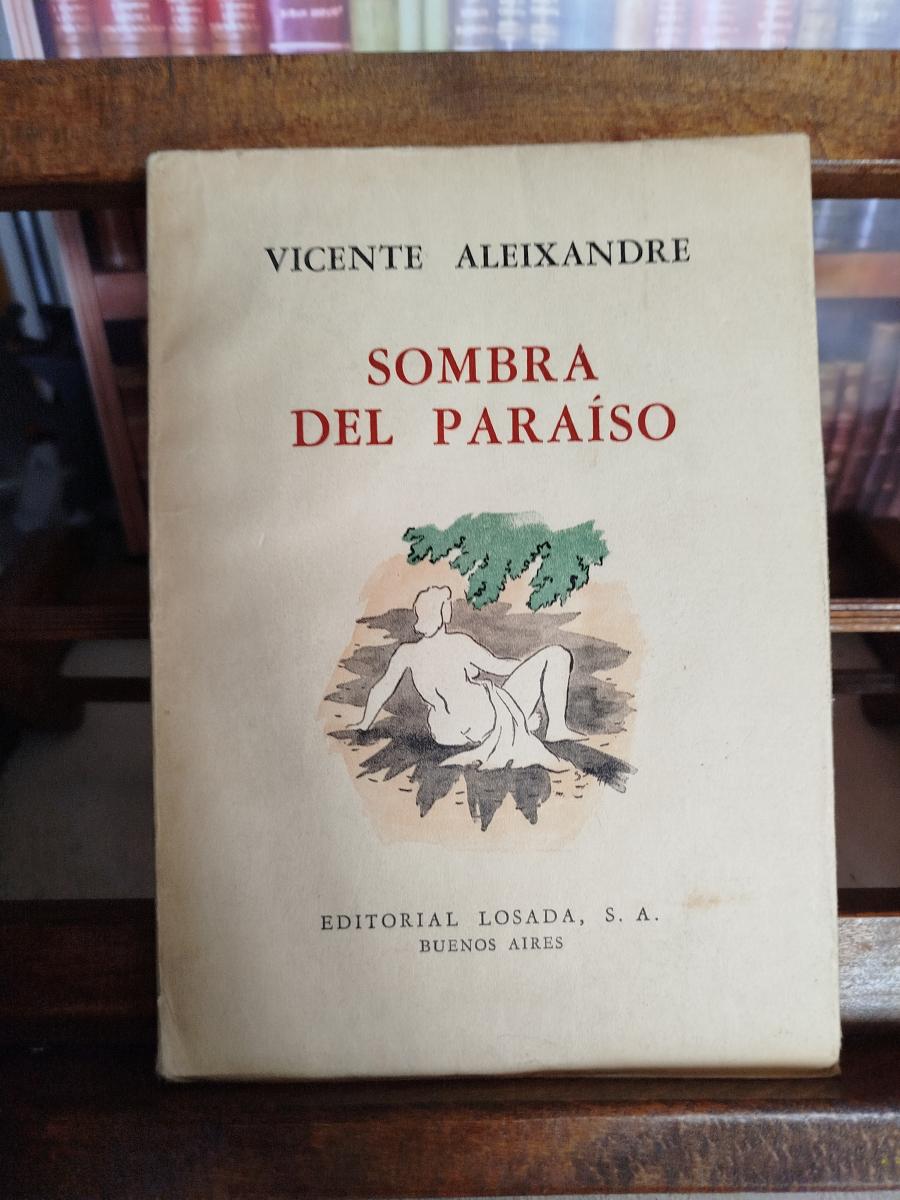 VICENTE ALEIXANDRE
SOMBRA
DEL PARAÍSO
EDITORIAL LOSADA, S. A.
BUENOS AIRES